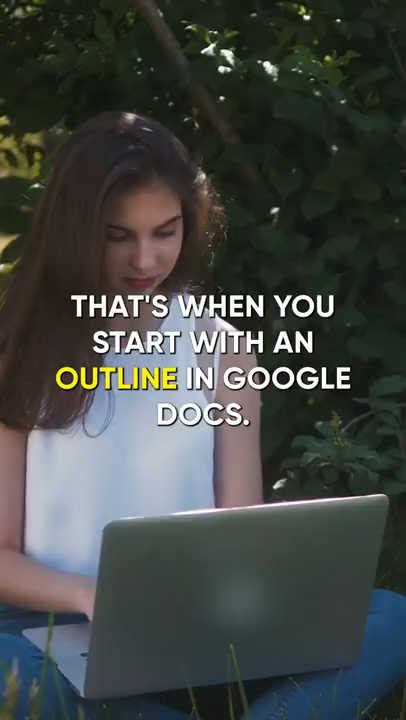 THAT'S WHEN YOU
START WITH AN
OUTLINE IN GOOGLE
DOCS.